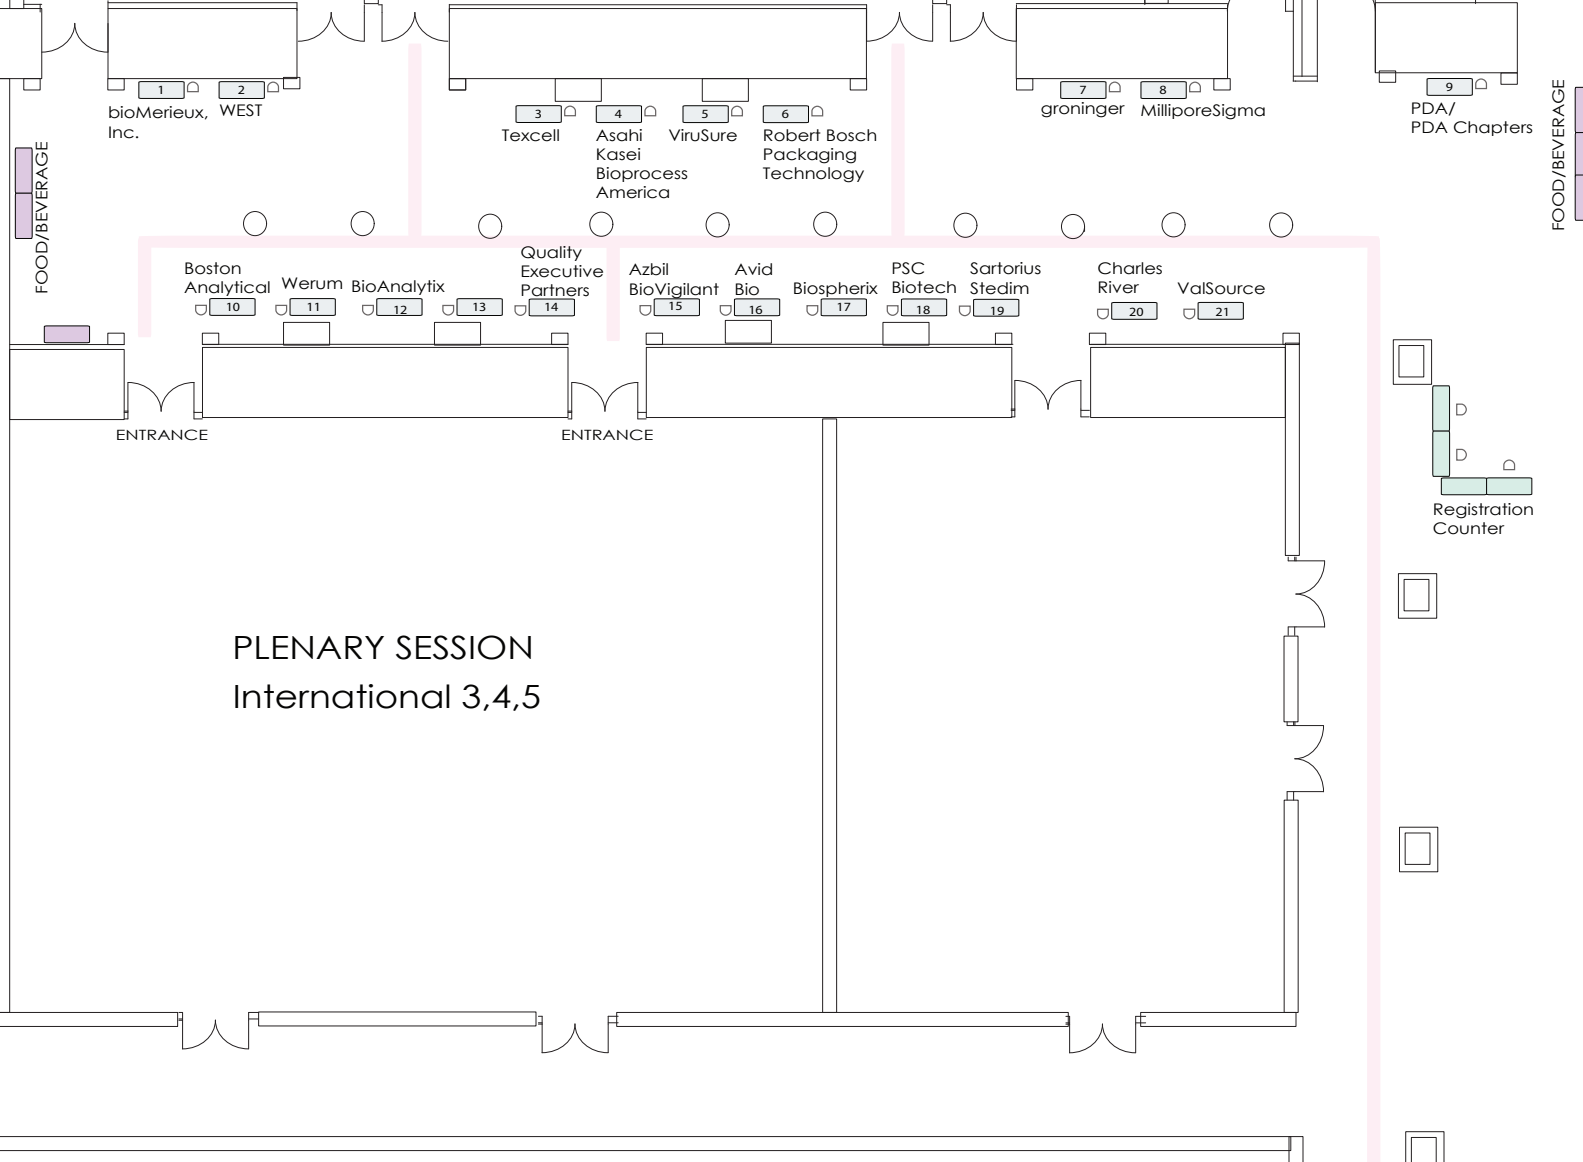 1
2
bioMerieux,
Inc.
WEST
3
4
5
6
Texcell
Asahi
Kasei
Bioprocess
America
ViruSure
Robert Bosch
Packaging
Technology
7
8
groninger
MilliporeSigma
9
PDA/
PDA Chapters
FOOD/BEVERAGE
FOOD/BEVERAGE
Boston
Analytical
Werum
BioAnalytix
Quality
Executive
Partners
Azbil
BioVigilant
Avid
Bio
Biospherix
PSC
Biotech
Sartorius
Stedim
Charles
River
ValSource
10
11
12
13
14
15
16
17
18
19
20
21
ENTRANCE
ENTRANCE
Registration
Counter
PLENARY SESSION
International 3,4,5